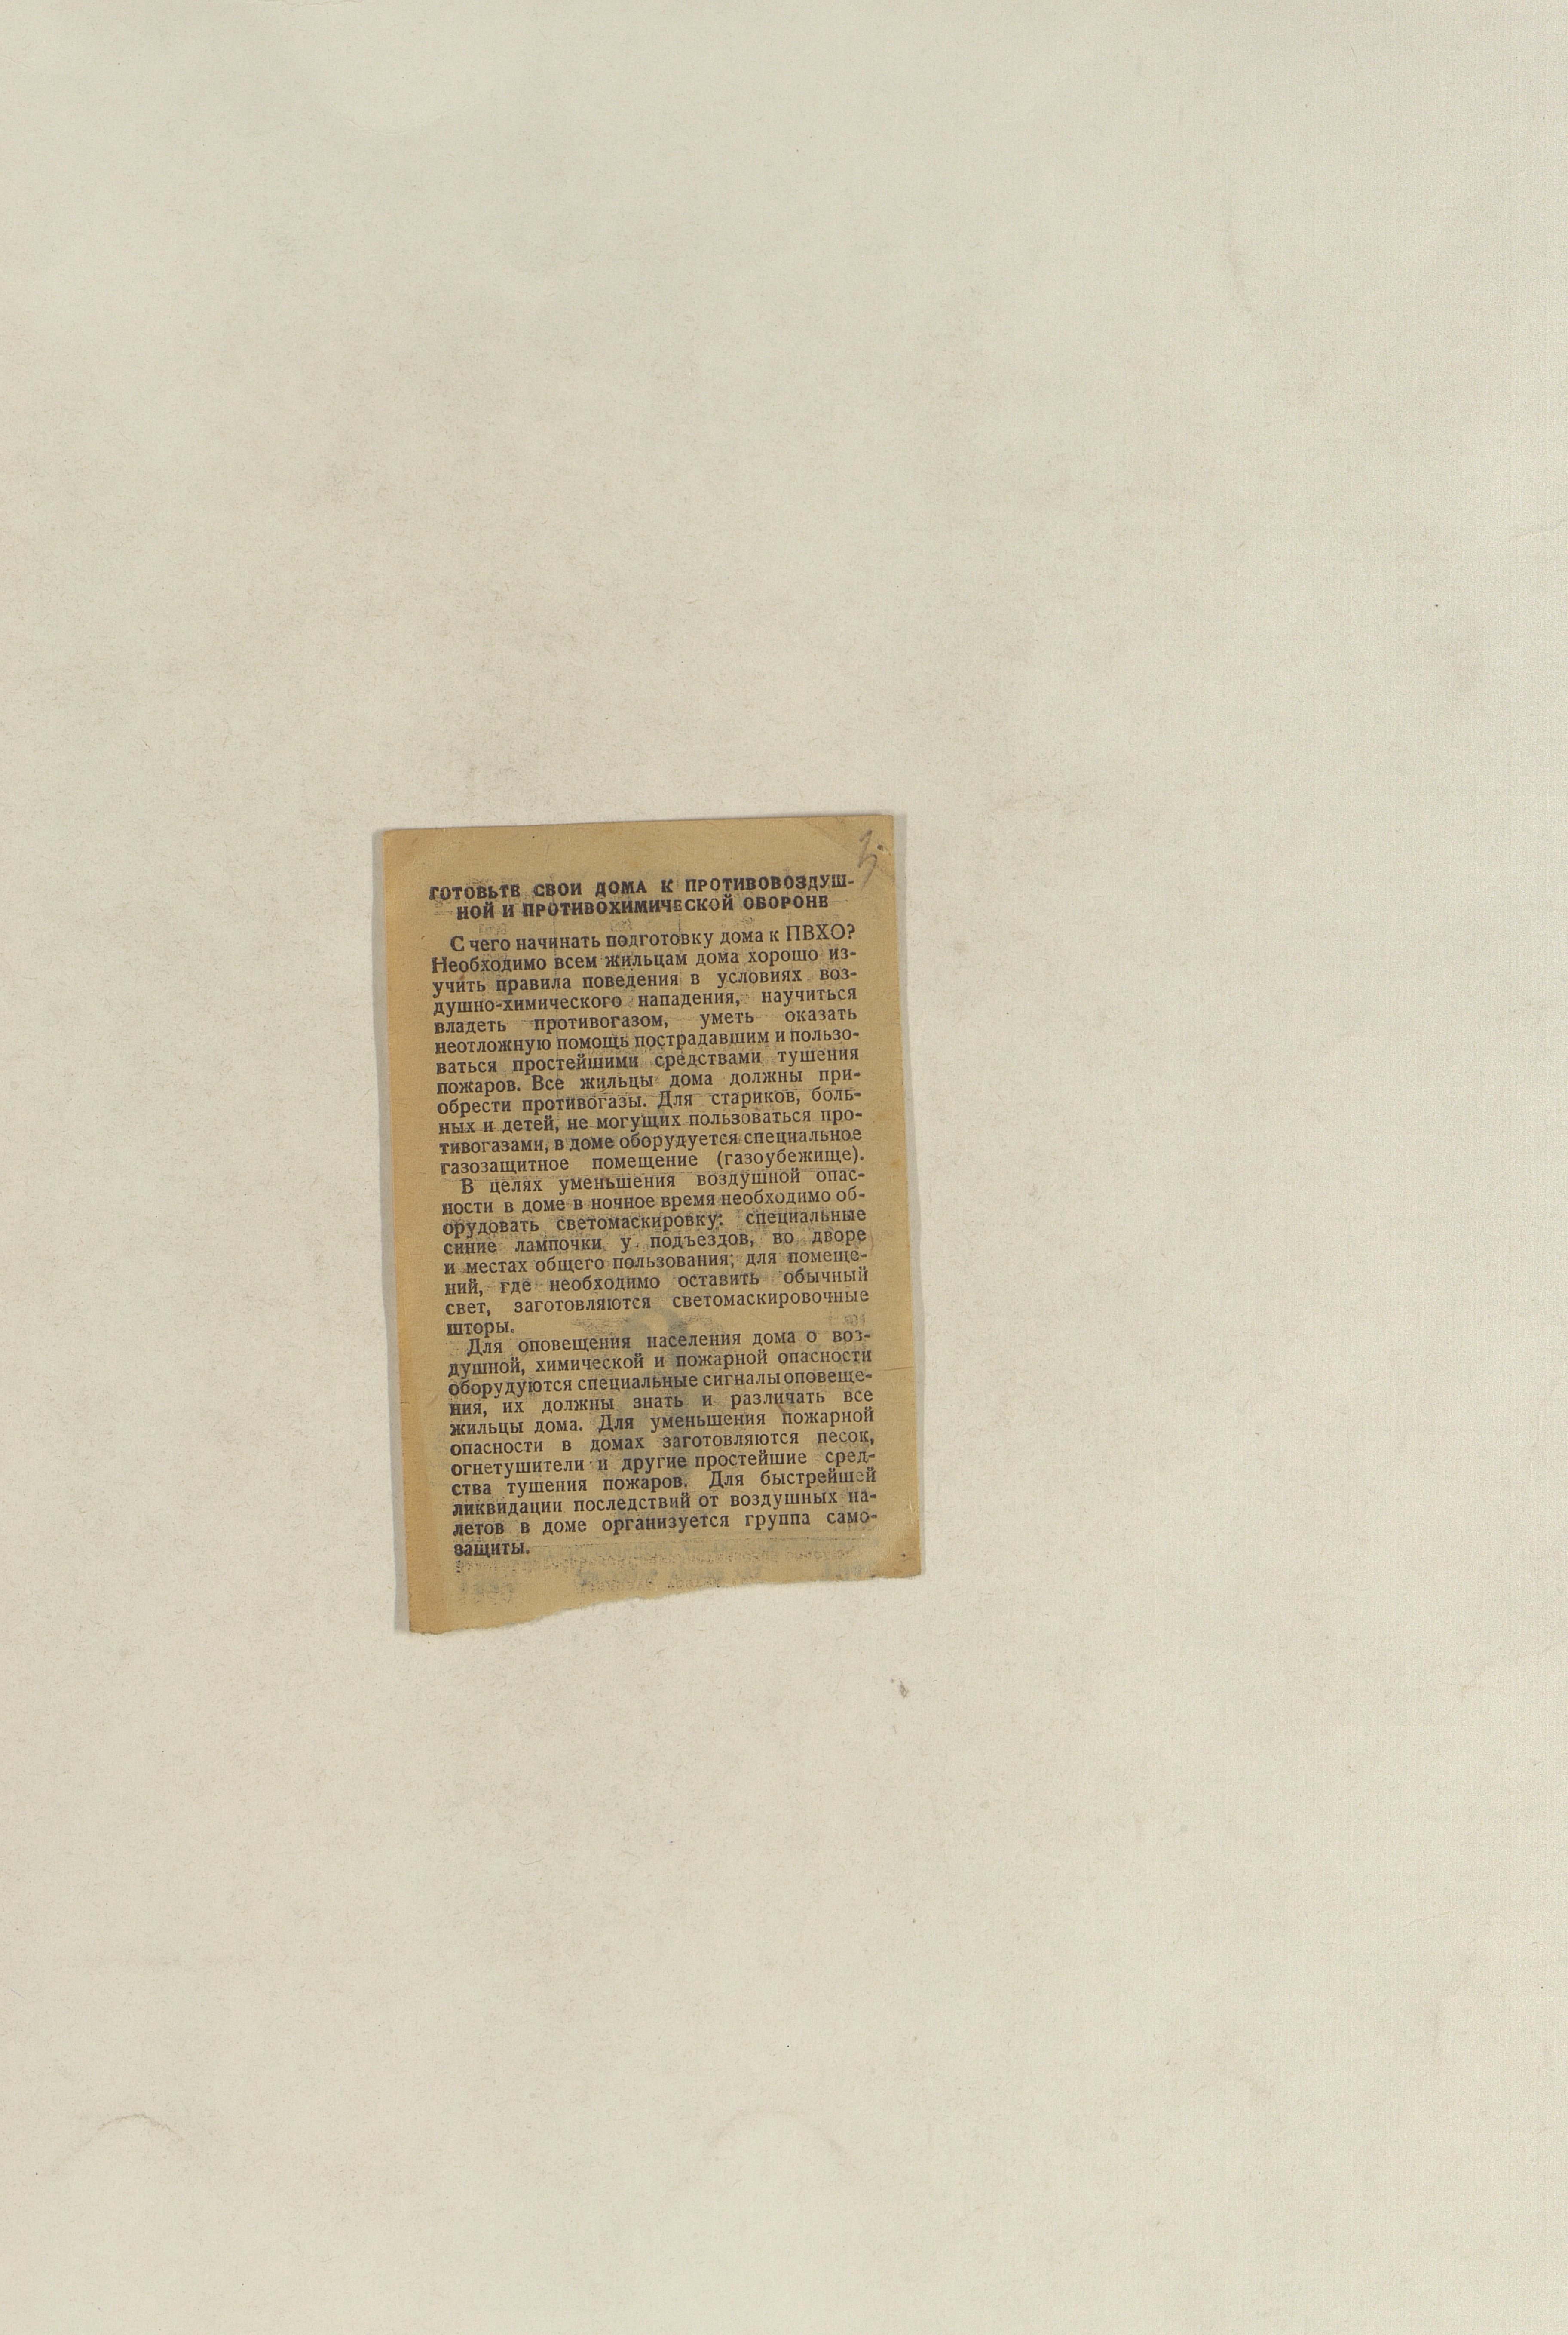 ГОТОВЬТЕ СВОИ ДОМА К ПРОТИВОВОЗДУШ-
НОЙ И ПРОТИВОХИМИЧЕСКОЙ ОБОРОНЕ
С чего начинать подготовку дома к ПВХО?
Необходимо всем жильцам дома хорошо из-
учить правила поведения в условиях воз-
душно-химического нападения, научиться
владеть противогазом, уметь оказать
неотложную помощь пострадавшим и пользо-
ваться простейшими средствами тушения
пожаров. Все жильцы дома должны при-
обрести противогазы. Для стариков, боль-
ных и детей, не могущих пользоваться про-
тивогазами, в доме оборудуется специальное
газозащитное помещение (газоубежище).
В целях уменьшения воздушной опас-
ности в доме в ночное время необходимо об-
орудовать светомаскировку: специальные
синие лампочки у подъездов, во дворе
и местах общего пользования; для помеще-
ний, где необходимо оставить обычный
свет, заготовляются светомаскировочные
шторы.
Для оповещения населения дома о воз-
душной, химической и пожарной опасности
оборудуются специальные сигналы оповеще-
ния, их должны знать и различать все
жильцы дома. Для уменьшения пожарной
опасности в домах заготовляются песок,
огнетушители и другие простейшие сред-
ства тушения пожаров. Для быстрейшей
ликвидации последствий от воздушных на-
летов в доме организуется группа само-
защиты.